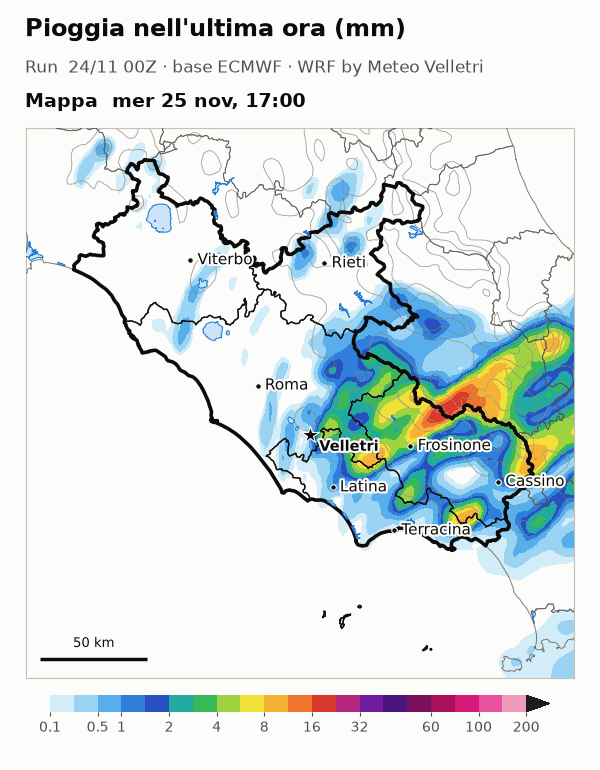 Pioggia nell'ultima ora (mm)
Run  24/11 00Z · base ECMWF · WRF by Meteo Velletri
Mappa  mer 25 nov, 17:00
Viterbo
Rieti
Roma
Velletri
Frosinone
Cassino
Latina
Terracina
50 km
0.1 0.5 1 2 4 8 16 32 60 100 200